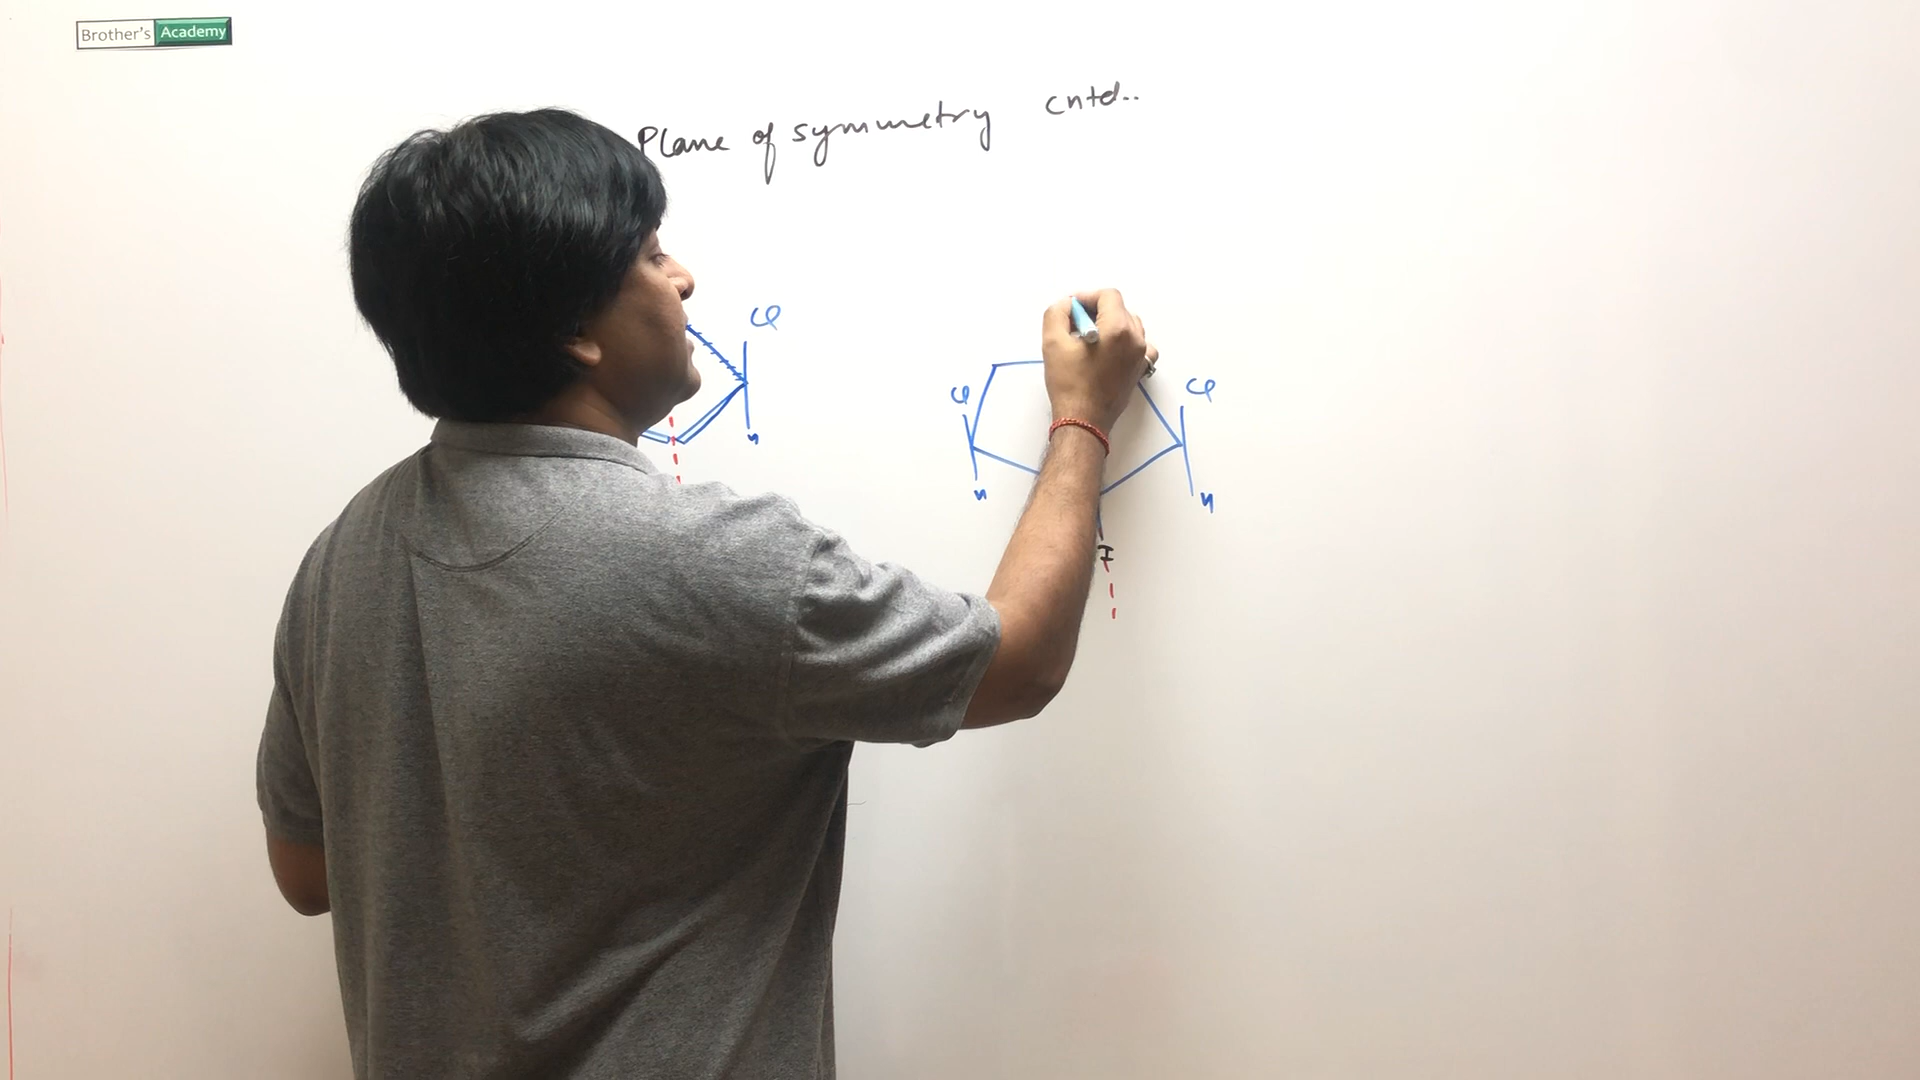 Brother's Academy
Plane of symmetry cntd..
Cl
Cl
Cl
H
H
H